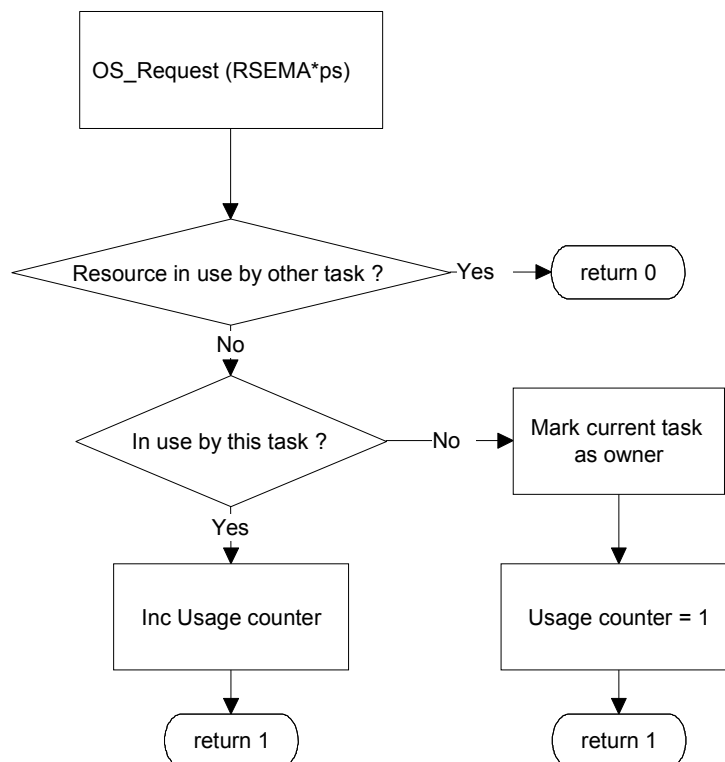 OS_Request (RSEMA*ps)
Resource in use by other task ?
Yes
return 0
No
In use by this task ?
No
Mark current task
as owner
Yes
Inc Usage counter
Usage counter = 1
return 1
return 1